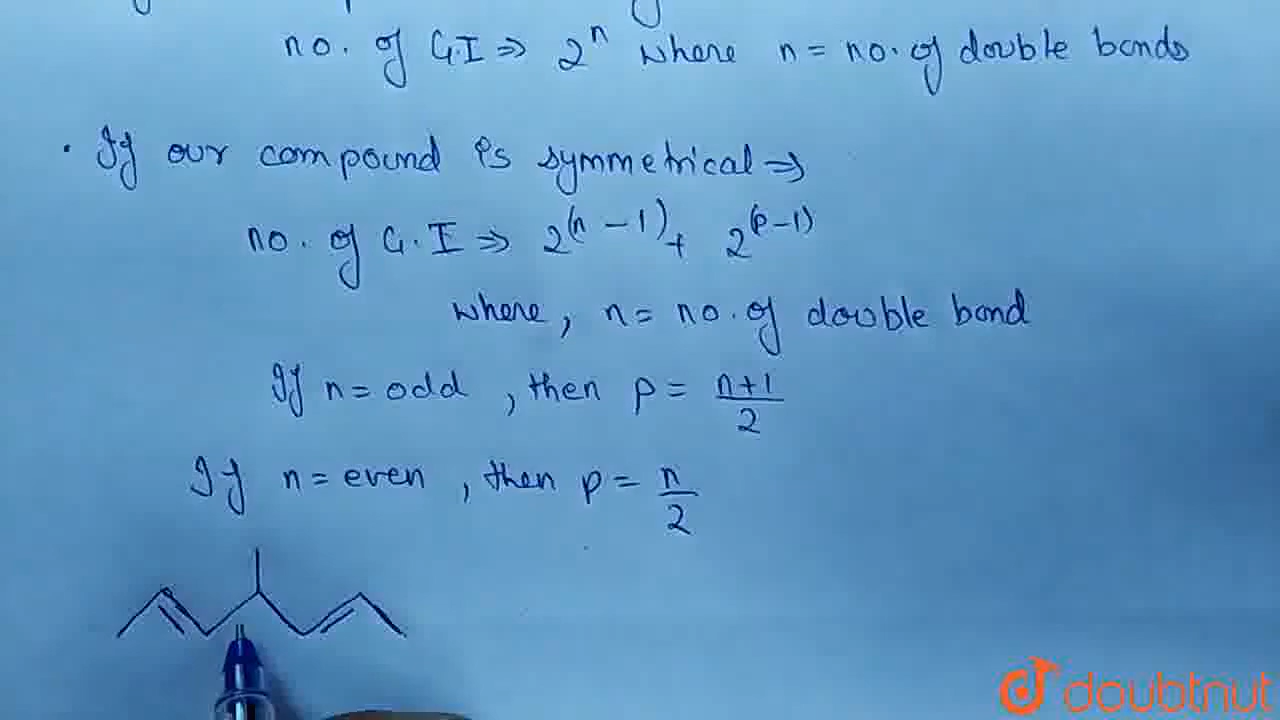 no. of G.I ⇒ 2^n where n = no. of double bonds
• If our compound is symmetrical ⇒
no. of G.I ⇒ 2^(n-1) + 2^(p-1)
where, n = no. of double bond
If n = odd , then p = n+1/2
If n = even , then p = n/2
doubtnut